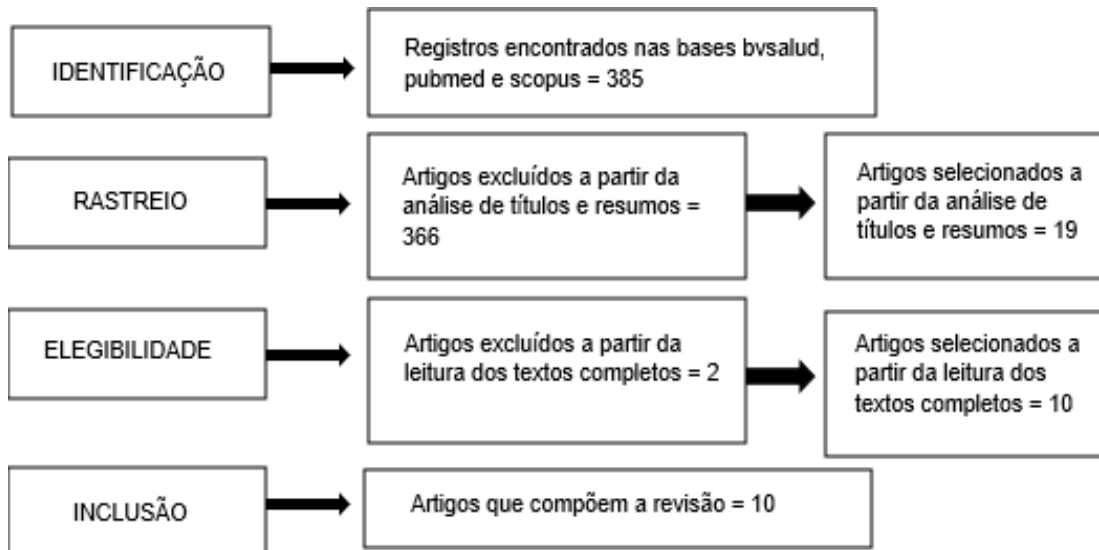 IDENTIFICAÇÃO
Registros encontrados nas bases bvsalud,
pubmed e scopus = 385
RASTREIO
Artigos excluídos a partir da
análise de títulos e resumos =
366
Artigos selecionados a
partir da análise de
títulos e resumos = 19
ELEGIBILIDADE
Artigos excluídos a partir da
leitura dos textos completos = 2
Artigos selecionados a
partir da leitura dos
textos completos = 10
INCLUSÃO
Artigos que compõem a revisão = 10